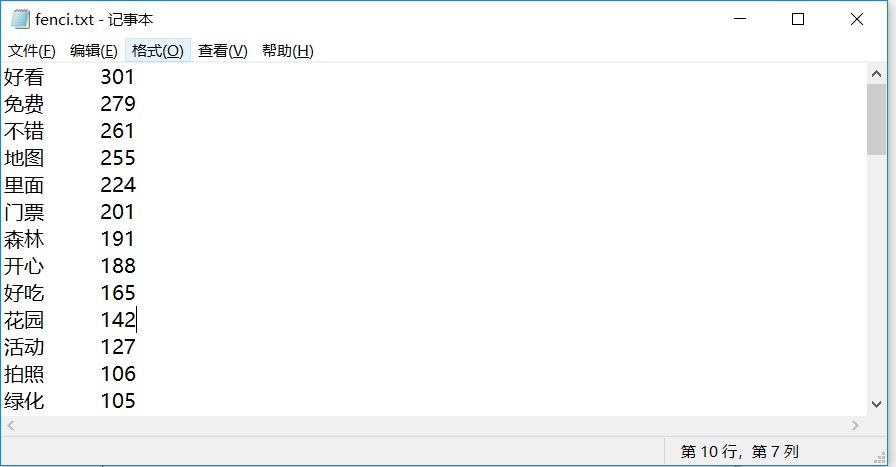 fenci.txt - 记事本
文件(F) 编辑(E) 格式(O) 查看(V) 帮助(H)
好看 301
免费 279
不错 261
地图 255
里面 224
门票 201
森林 191
开心 188
好吃 165
花园 142
活动 127
拍照 106
绿化 105
第 10 行，第 7 列